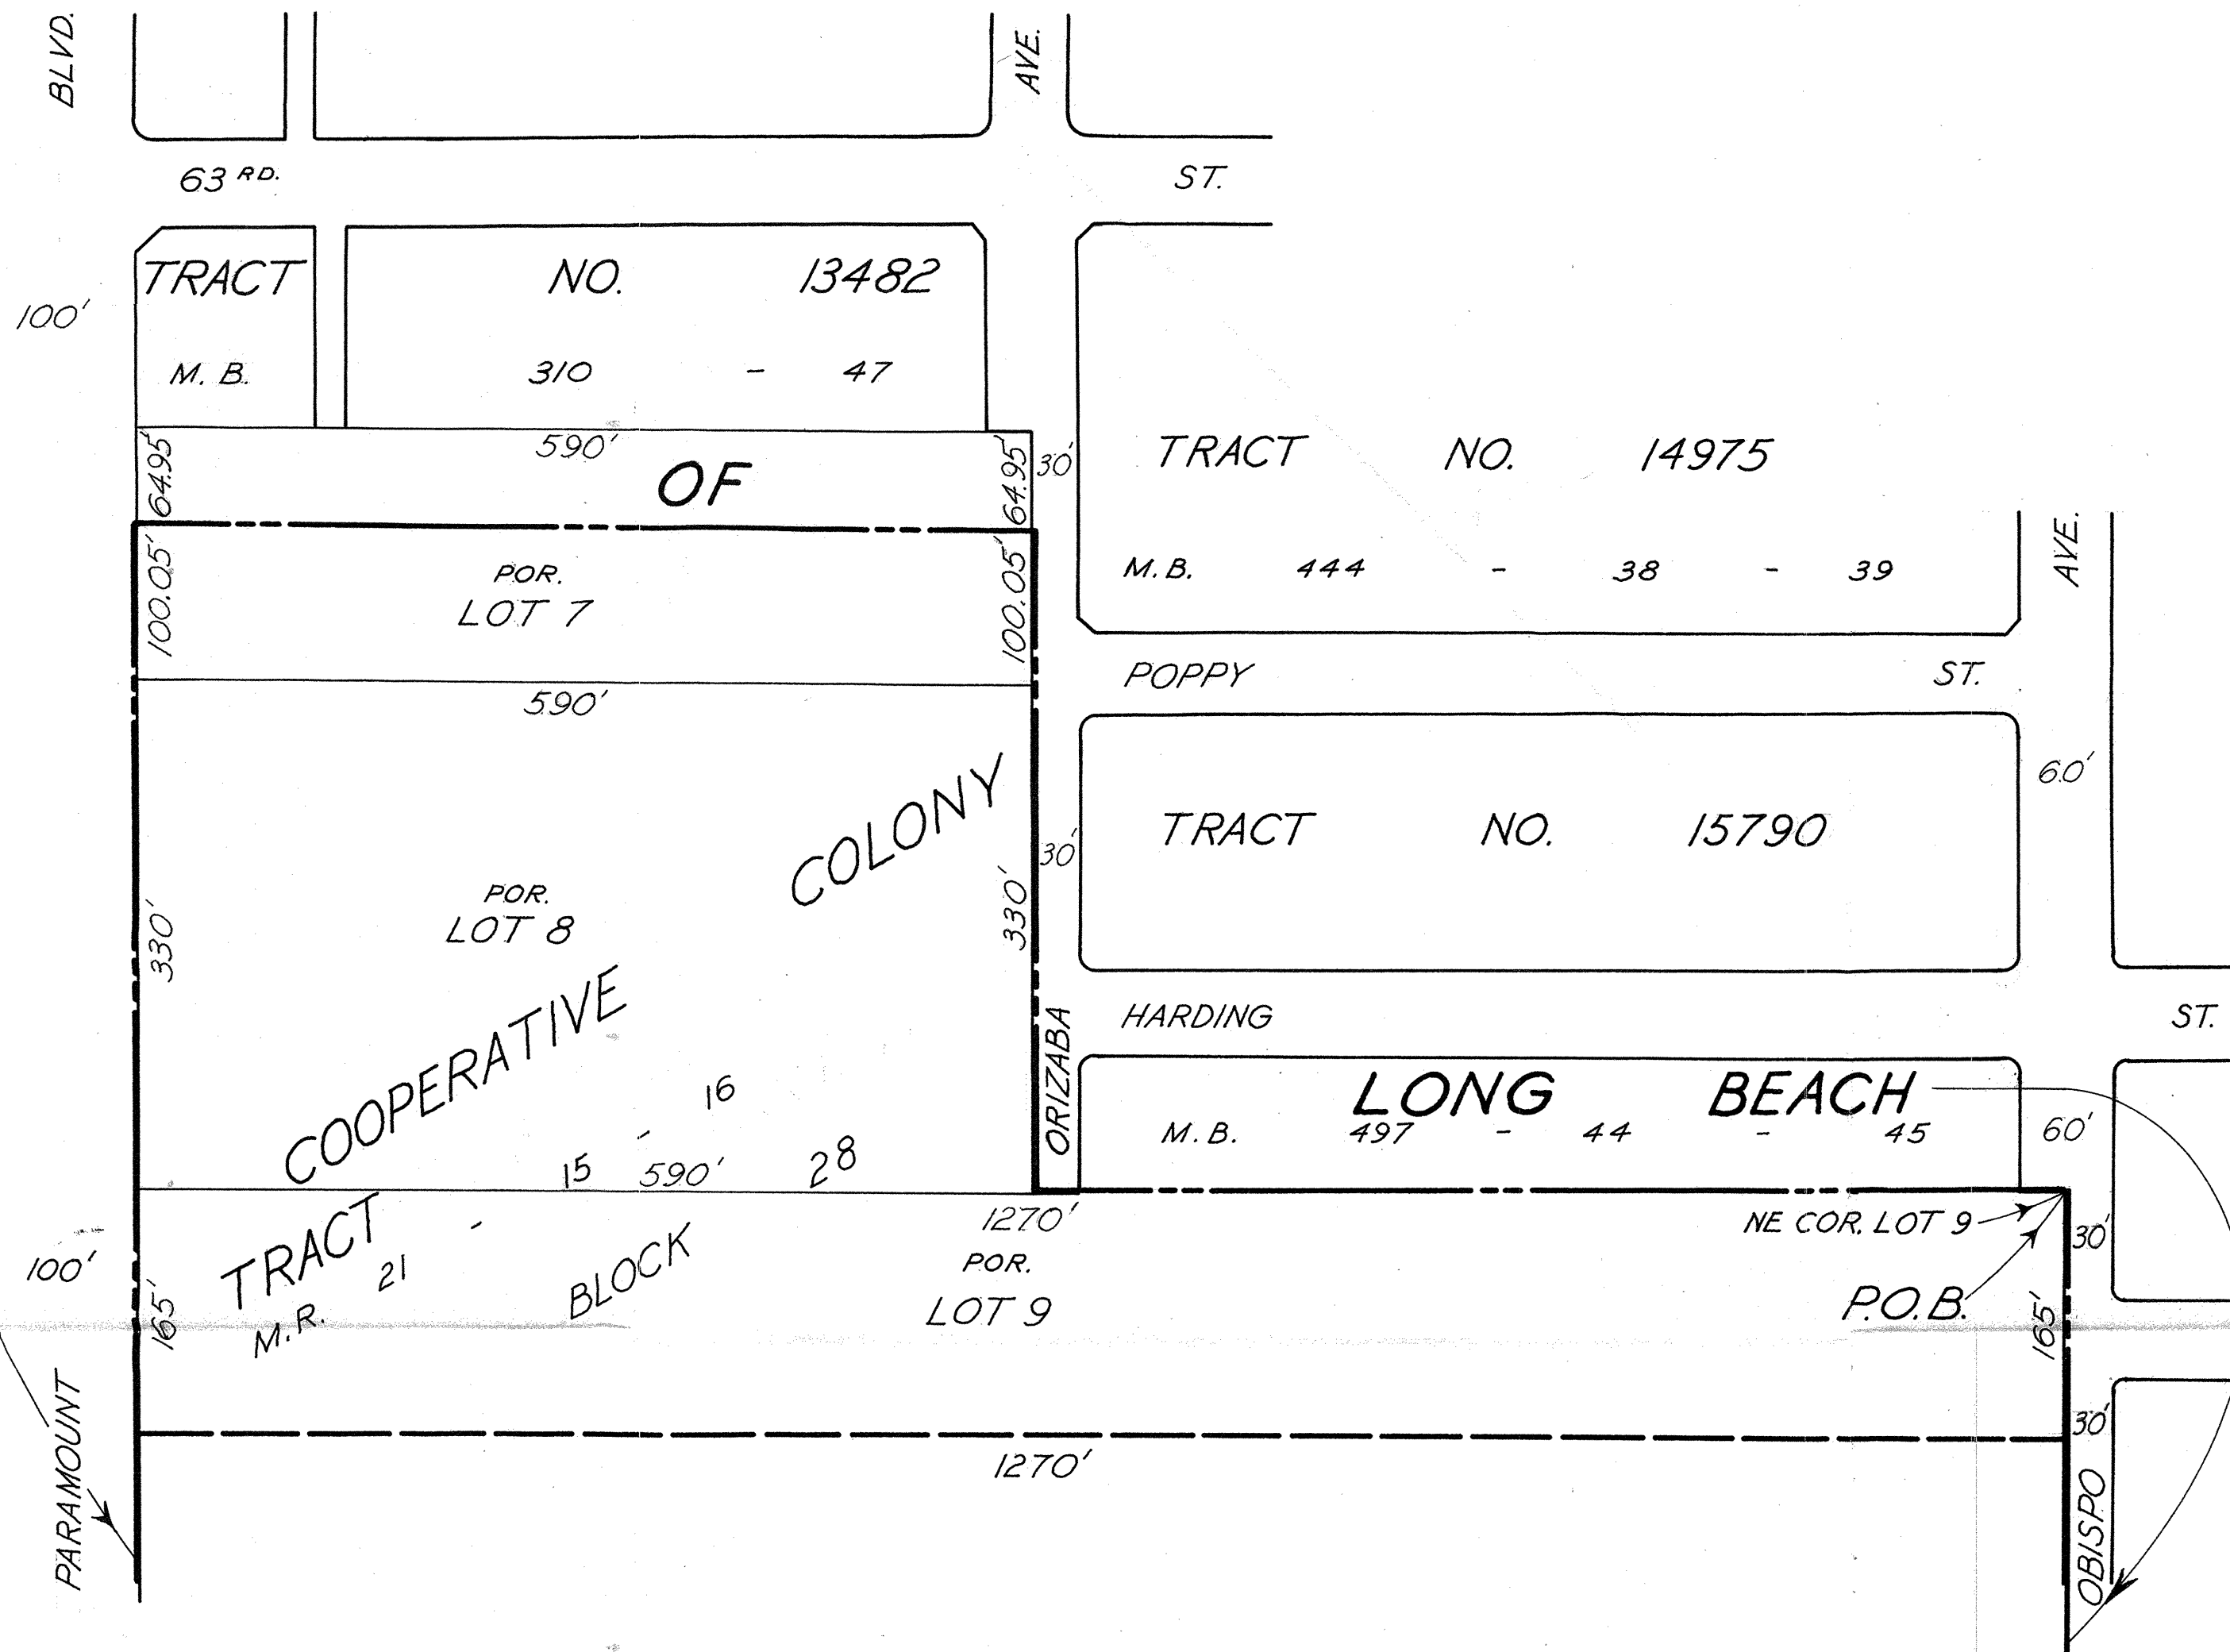 BLVD.
AVE.
63 RD.
ST.
TRACT NO. 13482
100'
M. B. 310 - 47
590'
64.95'
64.95'
30'
OF
TRACT NO. 14975
M. B. 444 - 38 - 39
AVE.
100.05'
100.05'
POR.
LOT 7
POPPY ST.
590'
60'
COLONY
TRACT NO. 15790
30'
POR.
LOT 8
330'
330'
COOPERATIVE
HARDING ST.
ORIZABA
LONG BEACH
M. B. 497 - 44 - 45
60'
15 - 16
590'
28
TRACT
1270'
NE COR. LOT 9
30'
M.R. 21 -
BLOCK
POR.
LOT 9
100'
165'
P.O.B.
165'
PARAMOUNT
30'
1270'
OBISPO